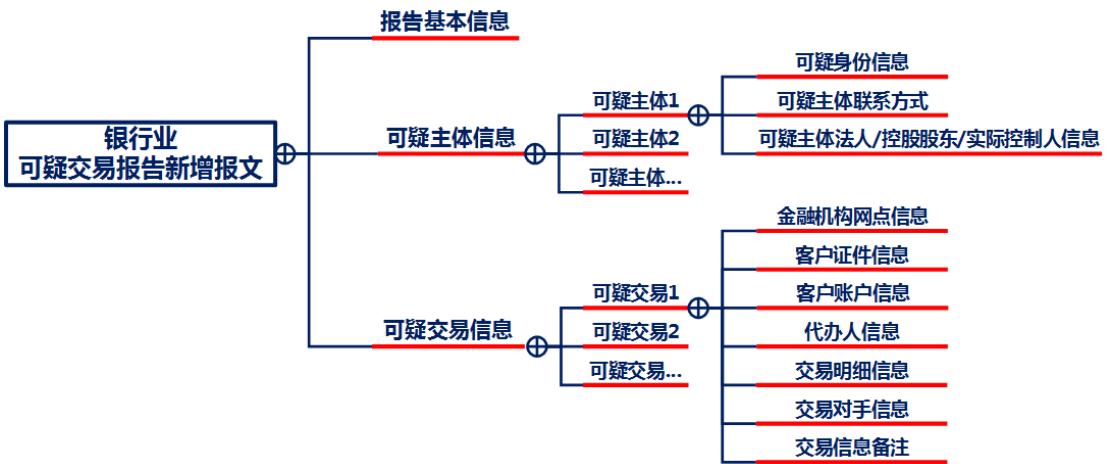 银行业
可疑交易报告新增报文
报告基本信息
可疑主体信息
可疑主体1
可疑身份信息
可疑主体联系方式
可疑主体法人/控股股东/实际控制人信息
可疑主体2
可疑主体...
可疑交易信息
可疑交易1
金融机构网点信息
客户证件信息
客户账户信息
代办人信息
交易明细信息
交易对手信息
交易信息备注
可疑交易2
可疑交易...